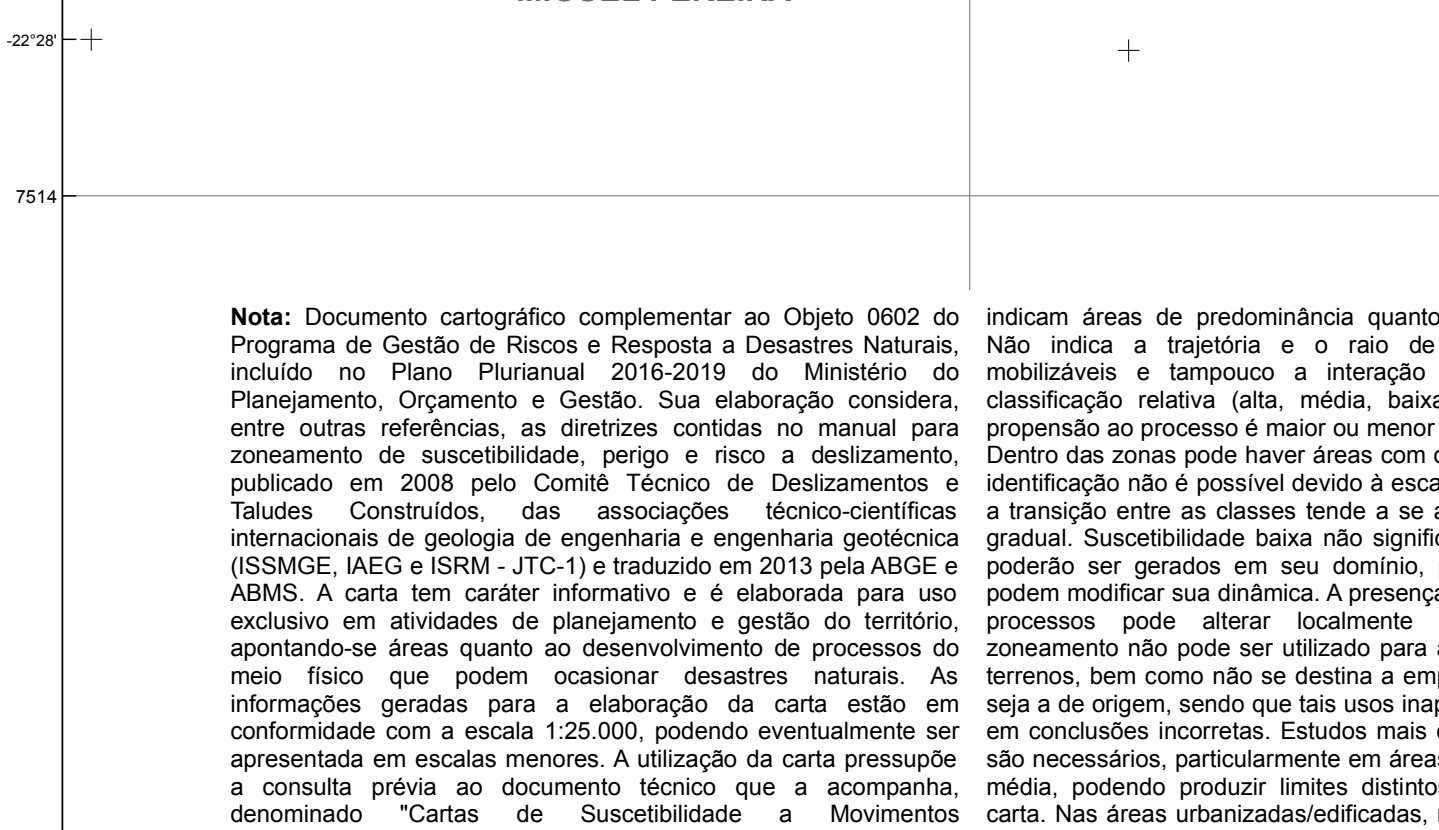 -22°28'
7514
Nota: Documento cartográfico complementar ao Objeto 0602 do
Programa de Gestão de Riscos e Resposta a Desastres Naturais,
incluído no Plano Plurianual 2016-2019 do Ministério do
Planejamento, Orçamento e Gestão. Sua elaboração considera,
entre outras referências, as diretrizes contidas no manual para
zoneamento de suscetibilidade, perigo e risco a deslizamento,
publicado em 2008 pelo Comitê Técnico de Deslizamentos e
Taludes Construídos, das associações técnico-científicas
internacionais de geologia de engenharia e engenharia geotécnica
(ISSMGE, IAEG e ISRM - JTC-1) e traduzido em 2013 pela ABGE e
ABMS. A carta tem caráter informativo e é elaborada para uso
exclusivo em atividades de planejamento e gestão do território,
apontando-se áreas quanto ao desenvolvimento de processos do
meio físico que podem ocasionar desastres naturais. As
informações geradas para a elaboração da carta estão em
conformidade com a escala 1:25.000, podendo eventualmente ser
apresentada em escalas menores. A utilização da carta pressupõe
a consulta prévia ao documento técnico que a acompanha,
denominado "Cartas de Suscetibilidade a Movimentos
indicam áreas de predominância quanto
Não indica a trajetória e o raio de
mobilizáveis e tampouco a interação
classificação relativa (alta, média, baixa
propensão ao processo é maior ou menor
Dentro das zonas pode haver áreas com
identificação não é possível devido à
a transição entre as classes tende a se
gradual. Suscetibilidade baixa não
poderão ser gerados em seu domínio,
podem modificar sua dinâmica. A presença
processos pode alterar localmente
zoneamento não pode ser utilizado para
terrenos, bem como não se destina a
seja a de origem, sendo que tais usos
em conclusões incorretas. Estudos mais
são necessários, particularmente em áreas
média, podendo produzir limites distintos
carta. Nas áreas urbanizadas/edificadas,